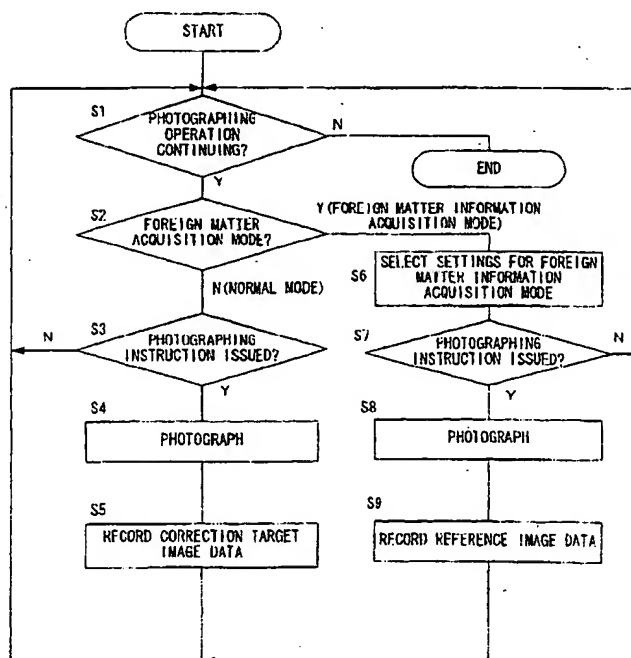 START
S1
PHOTOGRAPHING
OPERATION
CONTINUING?
N
END
Y
S2
FOREIGN MATTER
ACQUISITION MODE?
Y(FOREIGN MATTER INFORMATION
ACQUISITION MODE)
N(NORMAL MODE)
S6
SELECT SETTINGS FOR FOREIGN
MATTER INFORMATION
ACQUISITION MODE
S3
N
PHOTOGRAPHING
INSTRUCTION ISSUED?
Y
S7
PHOTOGRAPHING
INSTRUCTION ISSUED?
N
Y
S4
PHOTOGRAPH
S8
PHOTOGRAPH
S5
RECORD CORRECTION TARGET
IMAGE DATA
S9
RECORD REFERENCE IMAGE DATA